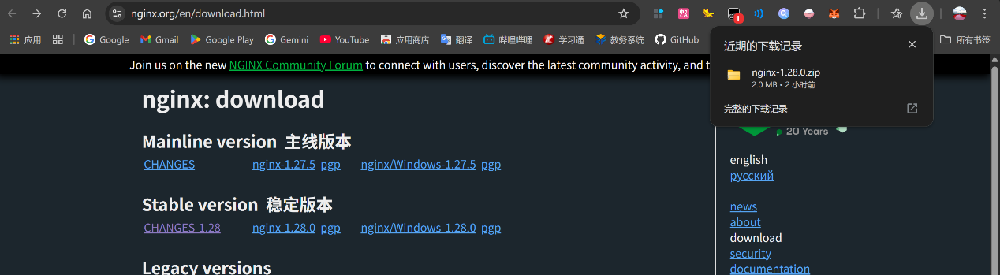 nginx.org/en/download.html
1
应用
Google
Gmail
Google Play
Gemini
YouTube
应用商店
翻译
哔哩哔哩
学习通
教务系统
GitHub
所有书签
近期的下载记录
nginx-1.28.0.zip
2.0 MB • 2 小时前
完整的下载记录
Join us on the new NGINX Community Forum to connect with users, discover the latest community activity, and t
nginx: download
Mainline version 主线版本
CHANGES nginx-1.27.5 pgp nginx/Windows-1.27.5 pgp
Stable version 稳定版本
CHANGES-1.28 nginx-1.28.0 pgp nginx/Windows-1.28.0 pgp
Legacy versions
20 Years
english
русский
news
about
download
security
documentation